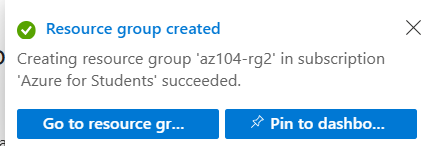 Resource group created
Creating resource group 'az104-rg2' in subscription
'Azure for Students' succeeded.
Go to resource gr...
Pin to dashbo...